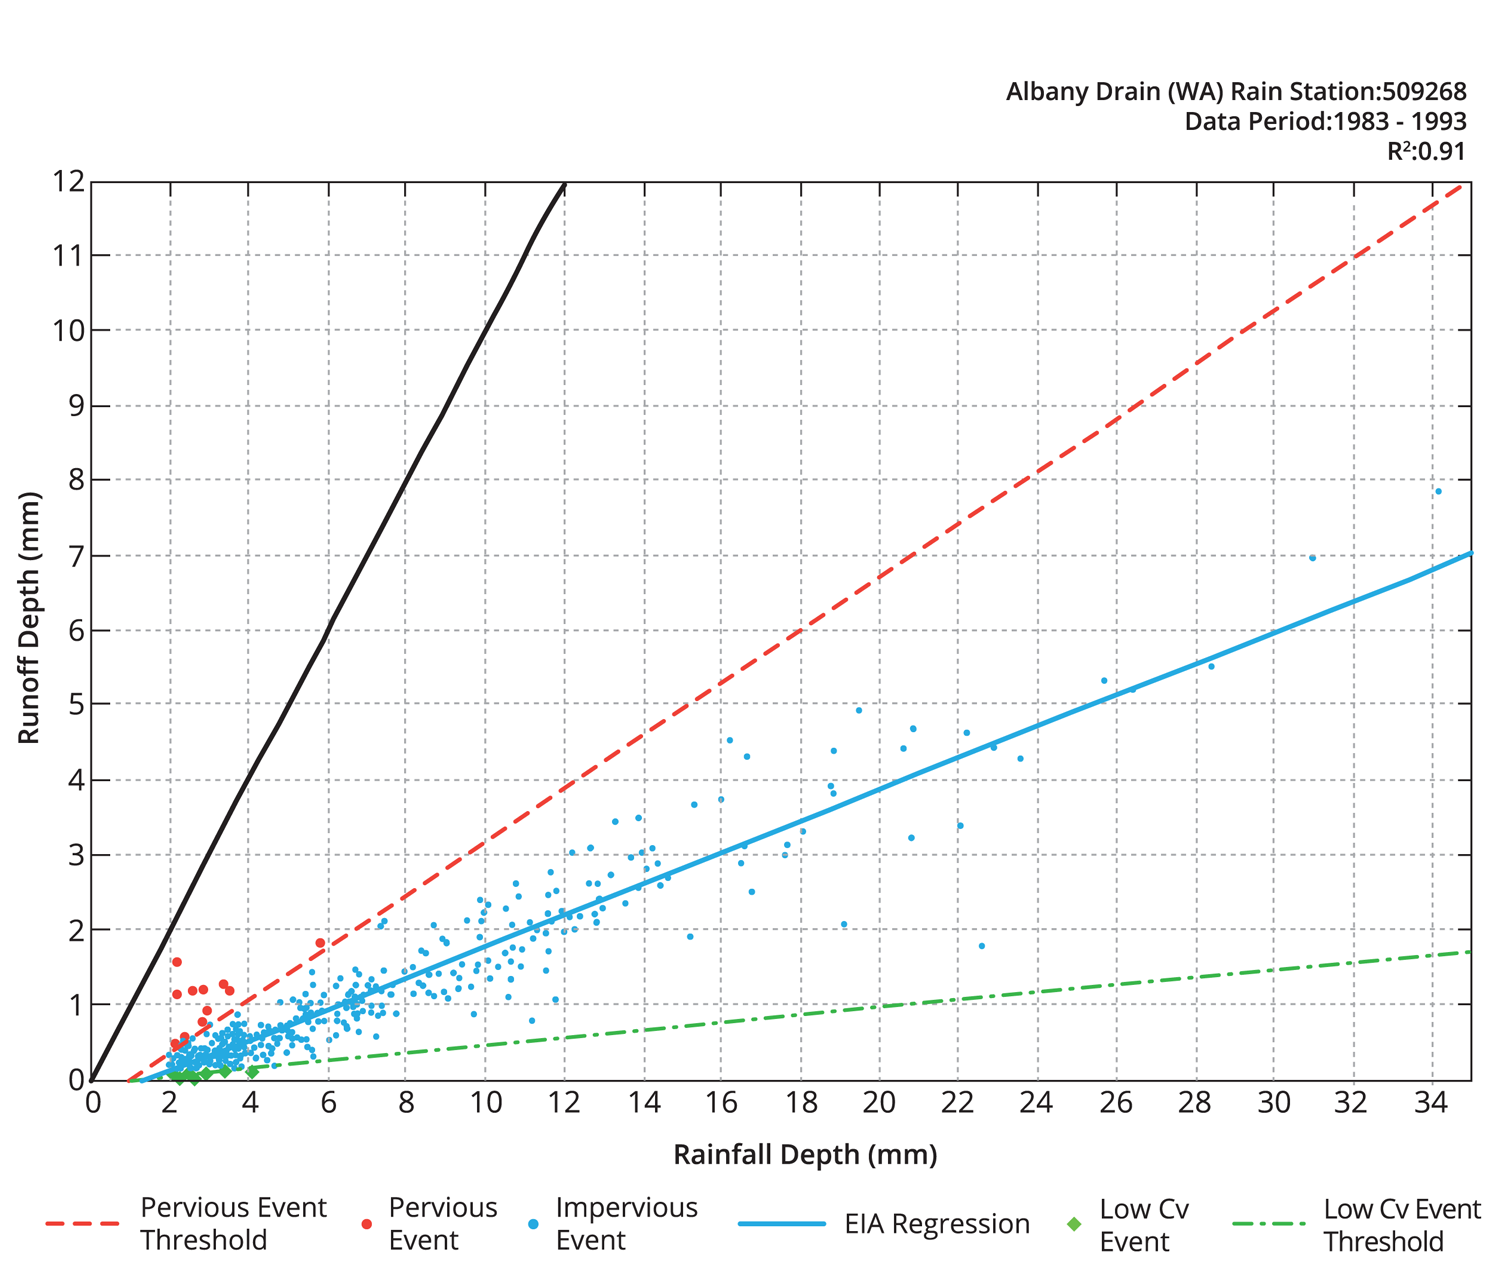 Albany Drain (WA) Rain Station:509268
Data Period:1983 - 1993
R²:0.91
12
11
10
9
8
7
6
5
4
3
2
1
0
Runoff Depth (mm)
0 2 4 6 8 10 12 14 16 18 20 22 24 26 28 30 32 34
Rainfall Depth (mm)
Pervious Event
Threshold
Pervious
Event
Impervious
Event
EIA Regression
Low Cv
Event
Low Cv Event
Threshold